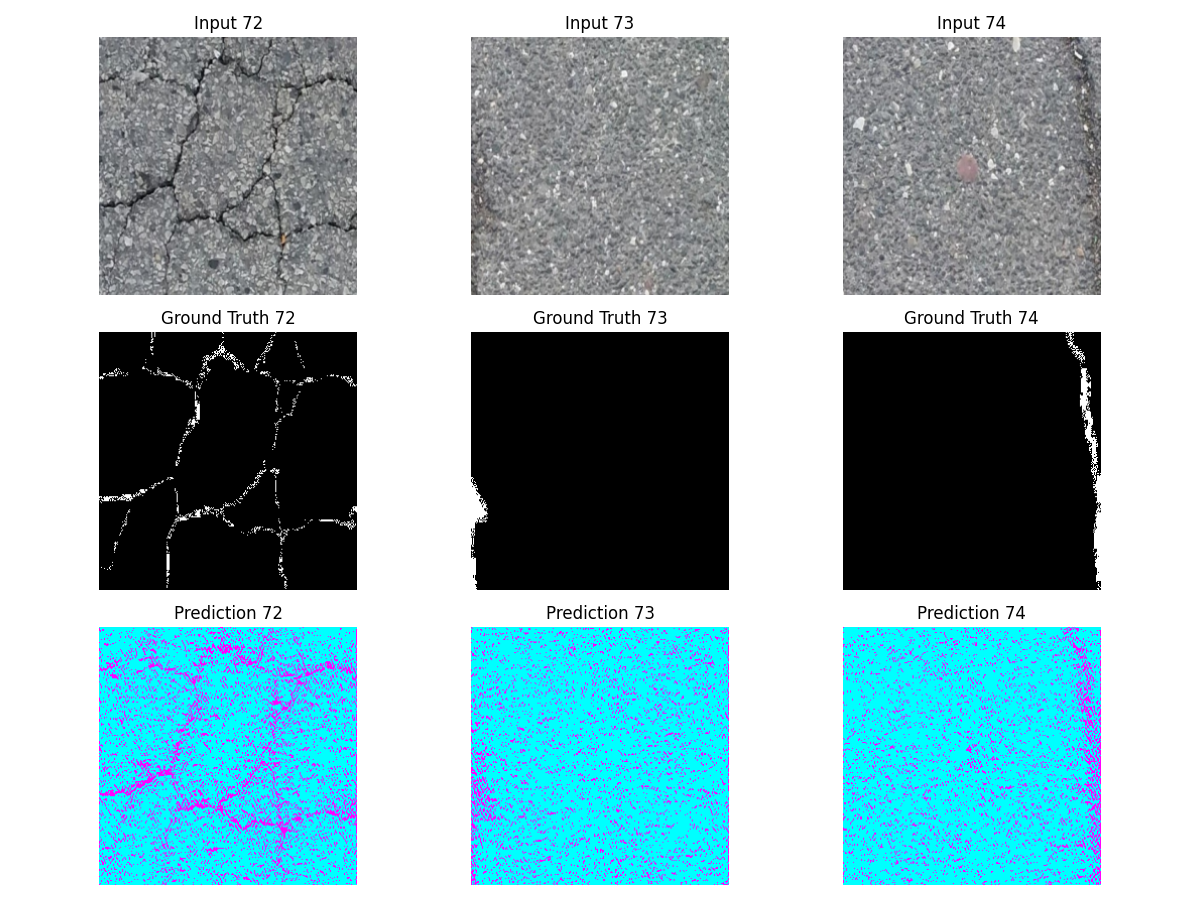 Input 72
Input 73
Input 74
Ground Truth 72
Ground Truth 73
Ground Truth 74
Prediction 72
Prediction 73
Prediction 74